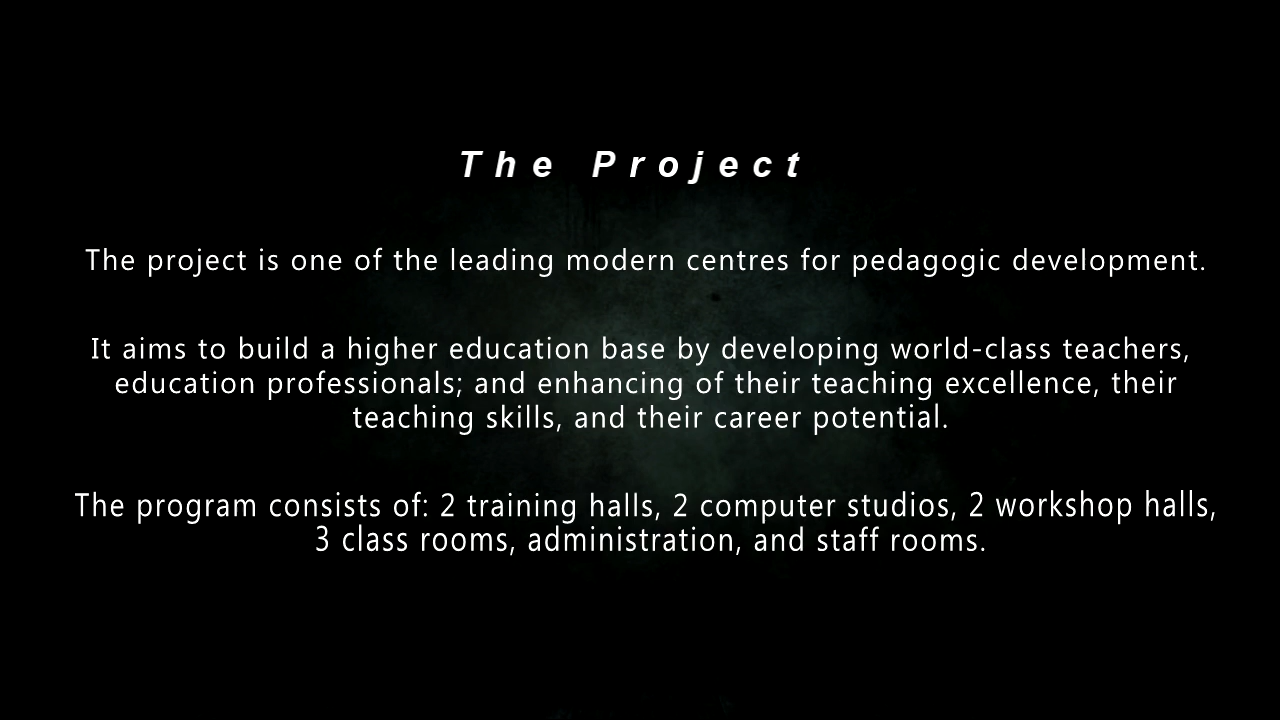 The Project
The project is one of the leading modern centres for pedagogic development.
It aims to build a higher education base by developing world-class teachers,
education professionals; and enhancing of their teaching excellence, their
teaching skills, and their career potential.
The program consists of: 2 training halls, 2 computer studios, 2 workshop halls,
3 class rooms, administration, and staff rooms.